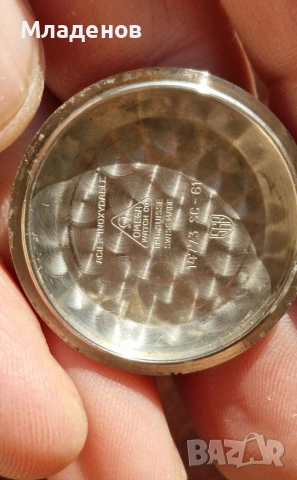 Младенов
ACIER INOXYDABLE
OMEGA
WATCH Co
FAB. SUISSE
SWISS MADE
14773 SC-61
BAZAR